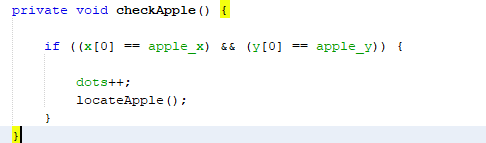 private void checkApple() {
if ((x[0] == apple_x) && (y[0] == apple_y)) {
dots++;
locateApple();
}
}